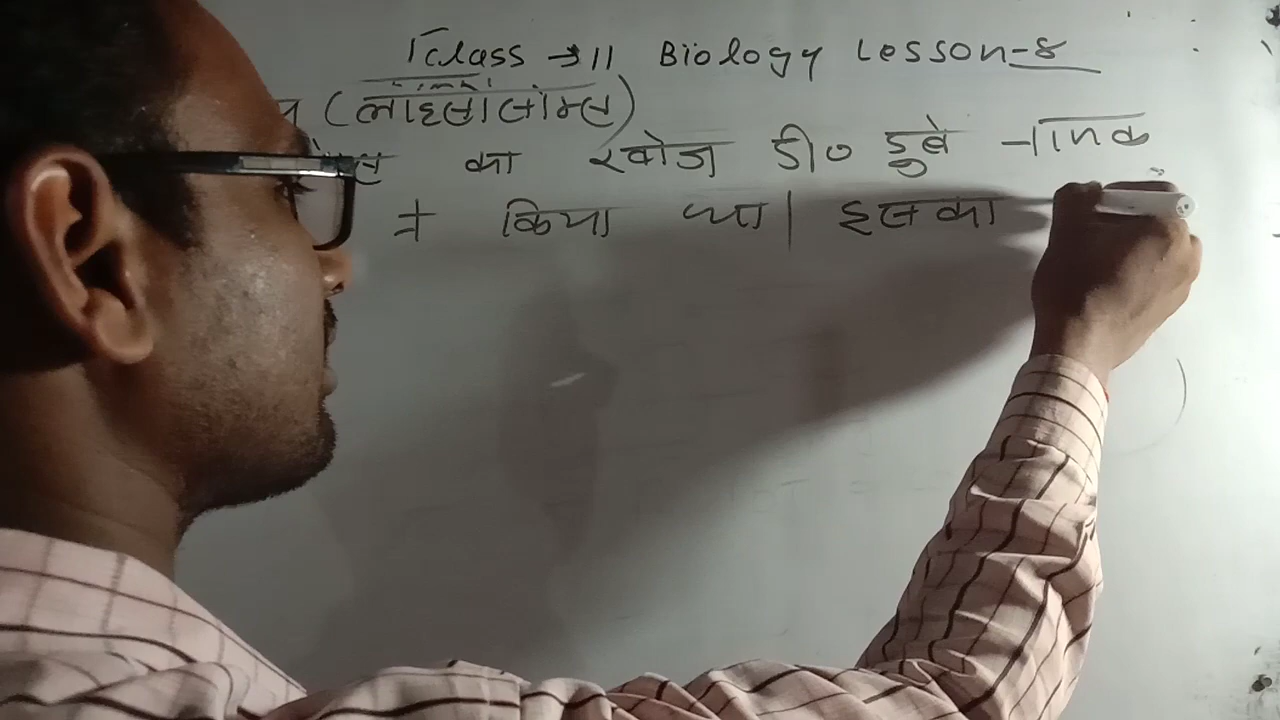 Class → 11 Biology Lesson-8
(लाइसोसोम्स)
का खोज डी० डुबे नामक
ने किया था| इसका